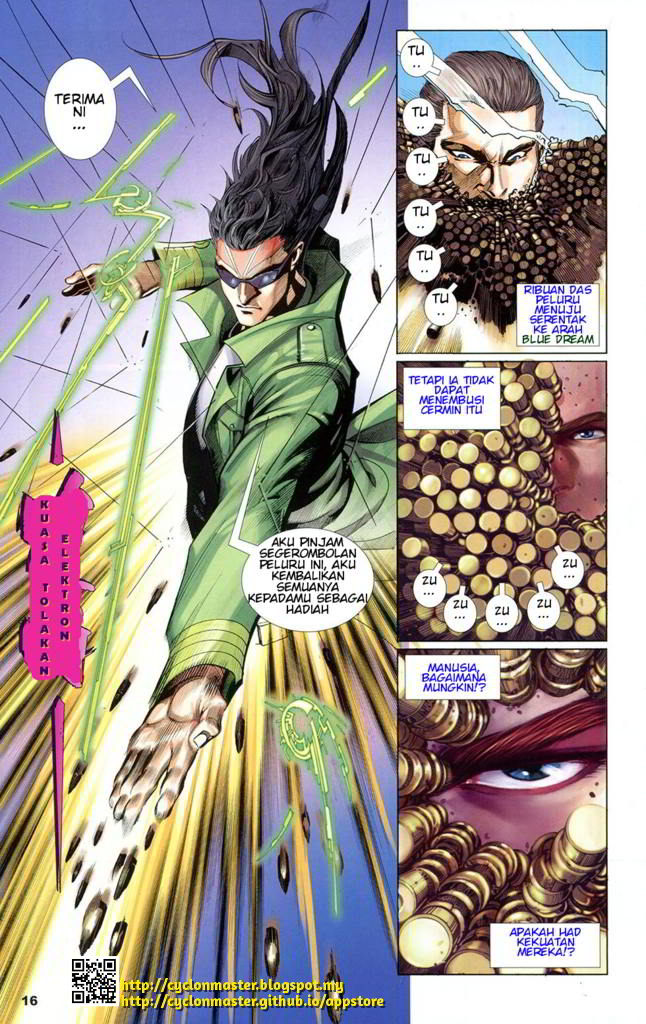 TERIMA
NI
...
KUASA TOLAKAN
ELEKTRON
AKU PINJAM
SEGEROMBOLAN
PELURU INI, AKU
KEMBALIKAN
SEMUANYA
KEPADAMU SEBAGAI
HADIAH
TU
..
TU
..
TU
..
TU
..
TU
..
TU
..
RIBUAN DAS
PELURU
MENUJU
SERENTAK
KE ARAH
BLUE DREAM
TETAPI IA TIDAK
DAPAT
MENEMBUSI
CERMIN ITU
ZU
...
ZU
...
ZU
...
ZU
...
ZU
...
MANUSIA,
BAGAIMANA
MUNGKIN!?
APAKAH HAD
KEKUATAN
MEREKA!?
16
http://cyclonmaster.blogspot.my
http://cyclonmaster.github.io/appstore